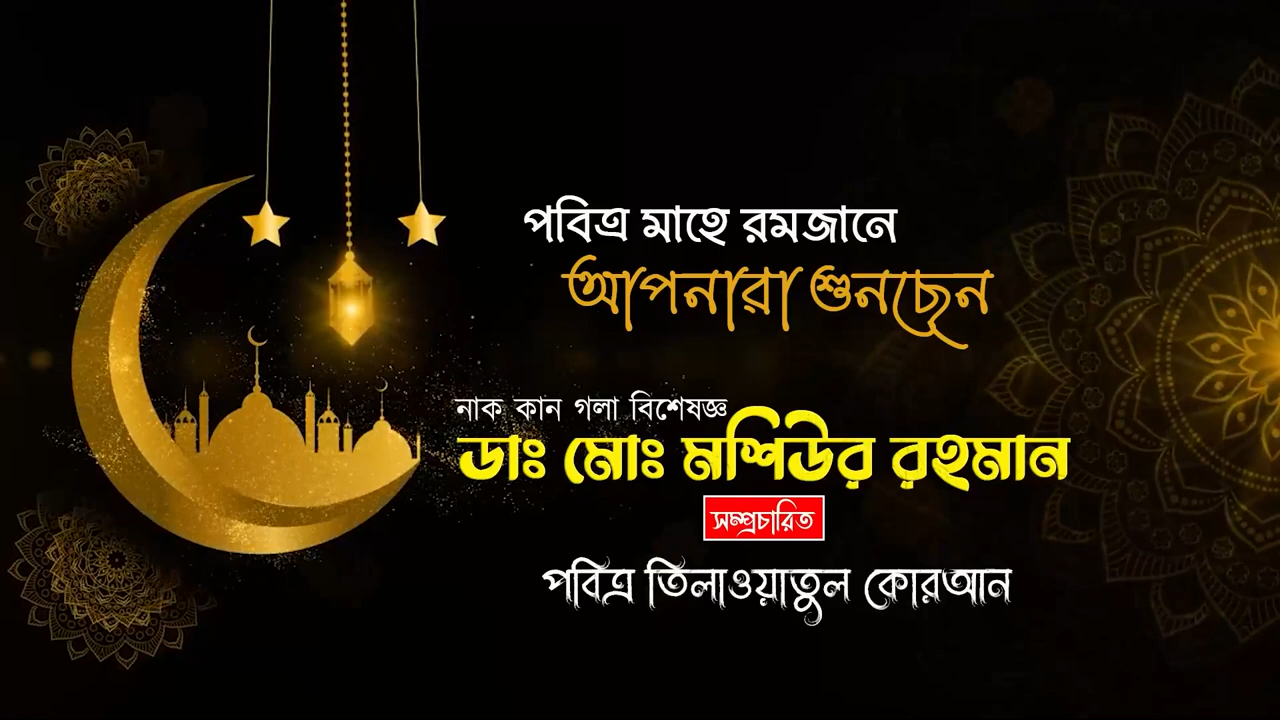 পবিত্র মাহে রমজানে
আপনারা শুনছেন
নাক কান গলা বিশেষজ্ঞ
ডাঃ মোঃ মশিউর রহমান
সম্প্রচারিত
পবিত্র তিলাওয়াতুল কোরআন